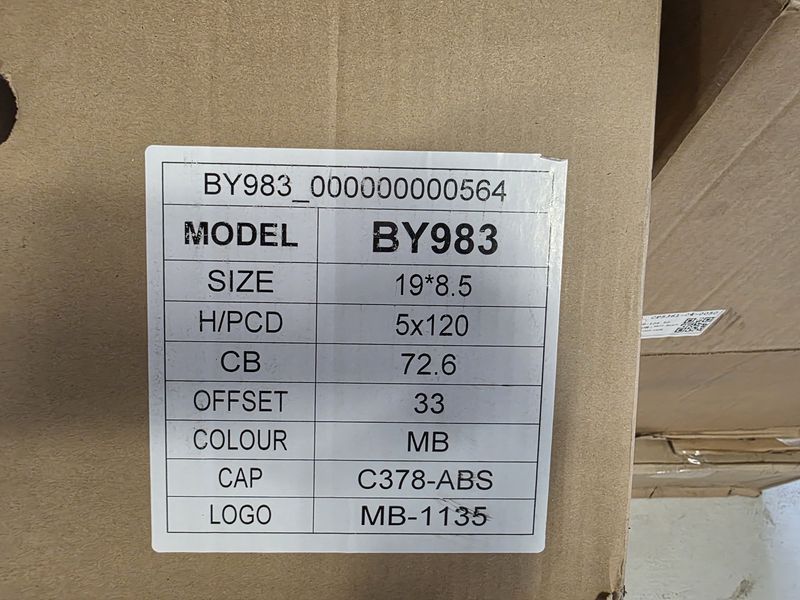 BY983_000000000564
MODEL BY983
SIZE 19*8.5
H/PCD 5x120
CB 72.6
OFFSET 33
COLOUR MB
CAP C378-ABS
LOGO MB-1135